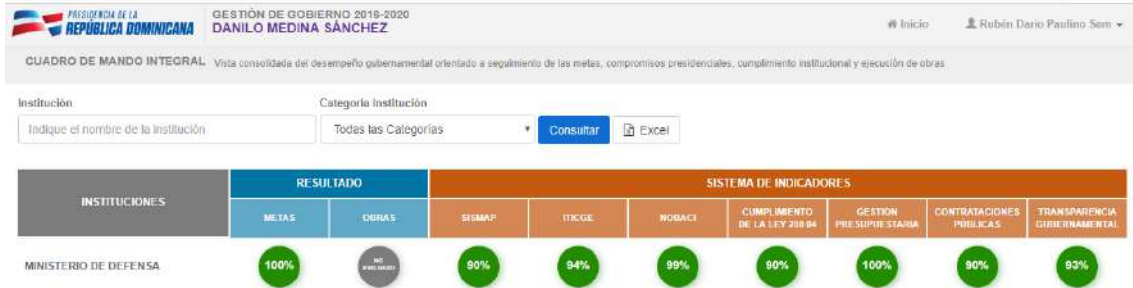 PRESIDENCIA DE LA
REPÚBLICA DOMINICANA
GESTIÓN DE GOBIERNO 2016-2020
DANILO MEDINA SÁNCHEZ
Inicio
Rubén Darío Paulino Sem
CUADRO DE MANDO INTEGRAL Vista consolidada del desempeño gubernamental orientado a seguimiento de las metas, compromisos presidenciales, cumplimiento institucional y ejecución de obras
Institución
Categoría Institución
Indique el nombre de la institución
Todas las Categorías
Consultar
Excel
INSTITUCIONES
RESULTADO
SISTEMA DE INDICADORES
METAS
OBRAS
SISMAP
ITICGE
NOBACI
CUMPLIMIENTO
DE LA LEY 200 04
GESTION
PRESUPUESTARIA
CONTRATACIONES
PÚBLICAS
TRANSPARENCIA
GUBERNAMENTAL
MINISTERIO DE DEFENSA
100%
NO
90%
94%
99%
90%
100%
90%
93%